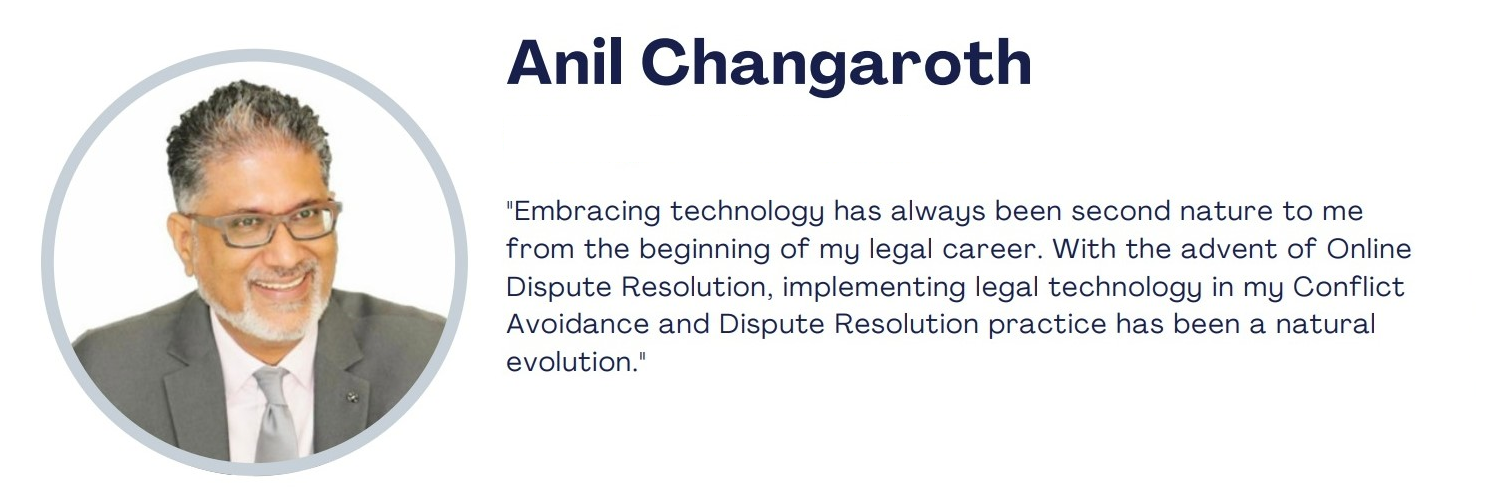 Anil Changaroth
"Embracing technology has always been second nature to me
from the beginning of my legal career. With the advent of Online
Dispute Resolution, implementing legal technology in my Conflict
Avoidance and Dispute Resolution practice has been a natural
evolution."